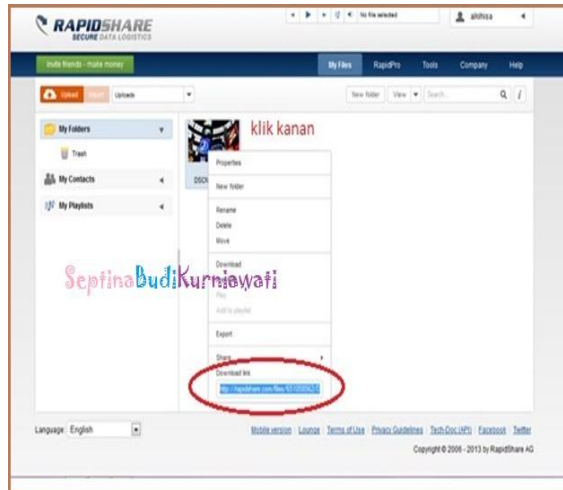 RAPIDSHARE
SECURE DATA LOGISTICS
No file selected
Invite friends - make money
My Files RapidPro Tools Company Help
Upload Uploads
New folder View Search...
My Folders
Trash
My Contacts
My Playlists
klik kanan
Properties
New folder
Rename
Delete
Move
Download
Play
Add to playlist
Export
Share
Download link
SeptinaBudiKurniawati
Language: English
Mobile version Lounge Terms of Use Privacy Guidelines Tech-Doc (API) Facebook Twitter
Copyright © 2006 - 2013 by RapidShare AG